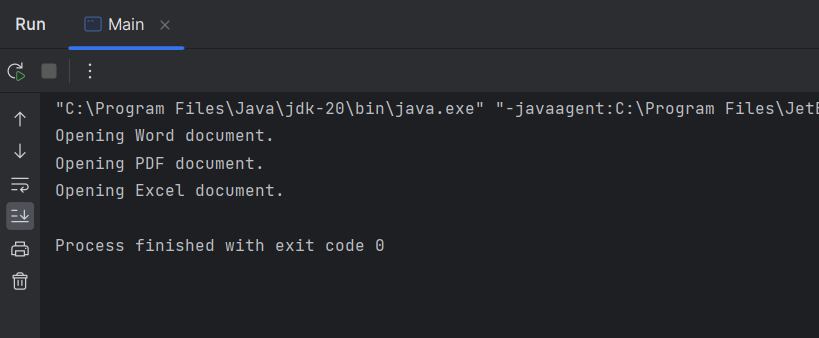 Run Main
"C:\Program Files\Java\jdk-20\bin\java.exe" "-javaagent:C:\Program Files\JetB
Opening Word document.
Opening PDF document.
Opening Excel document.
Process finished with exit code 0